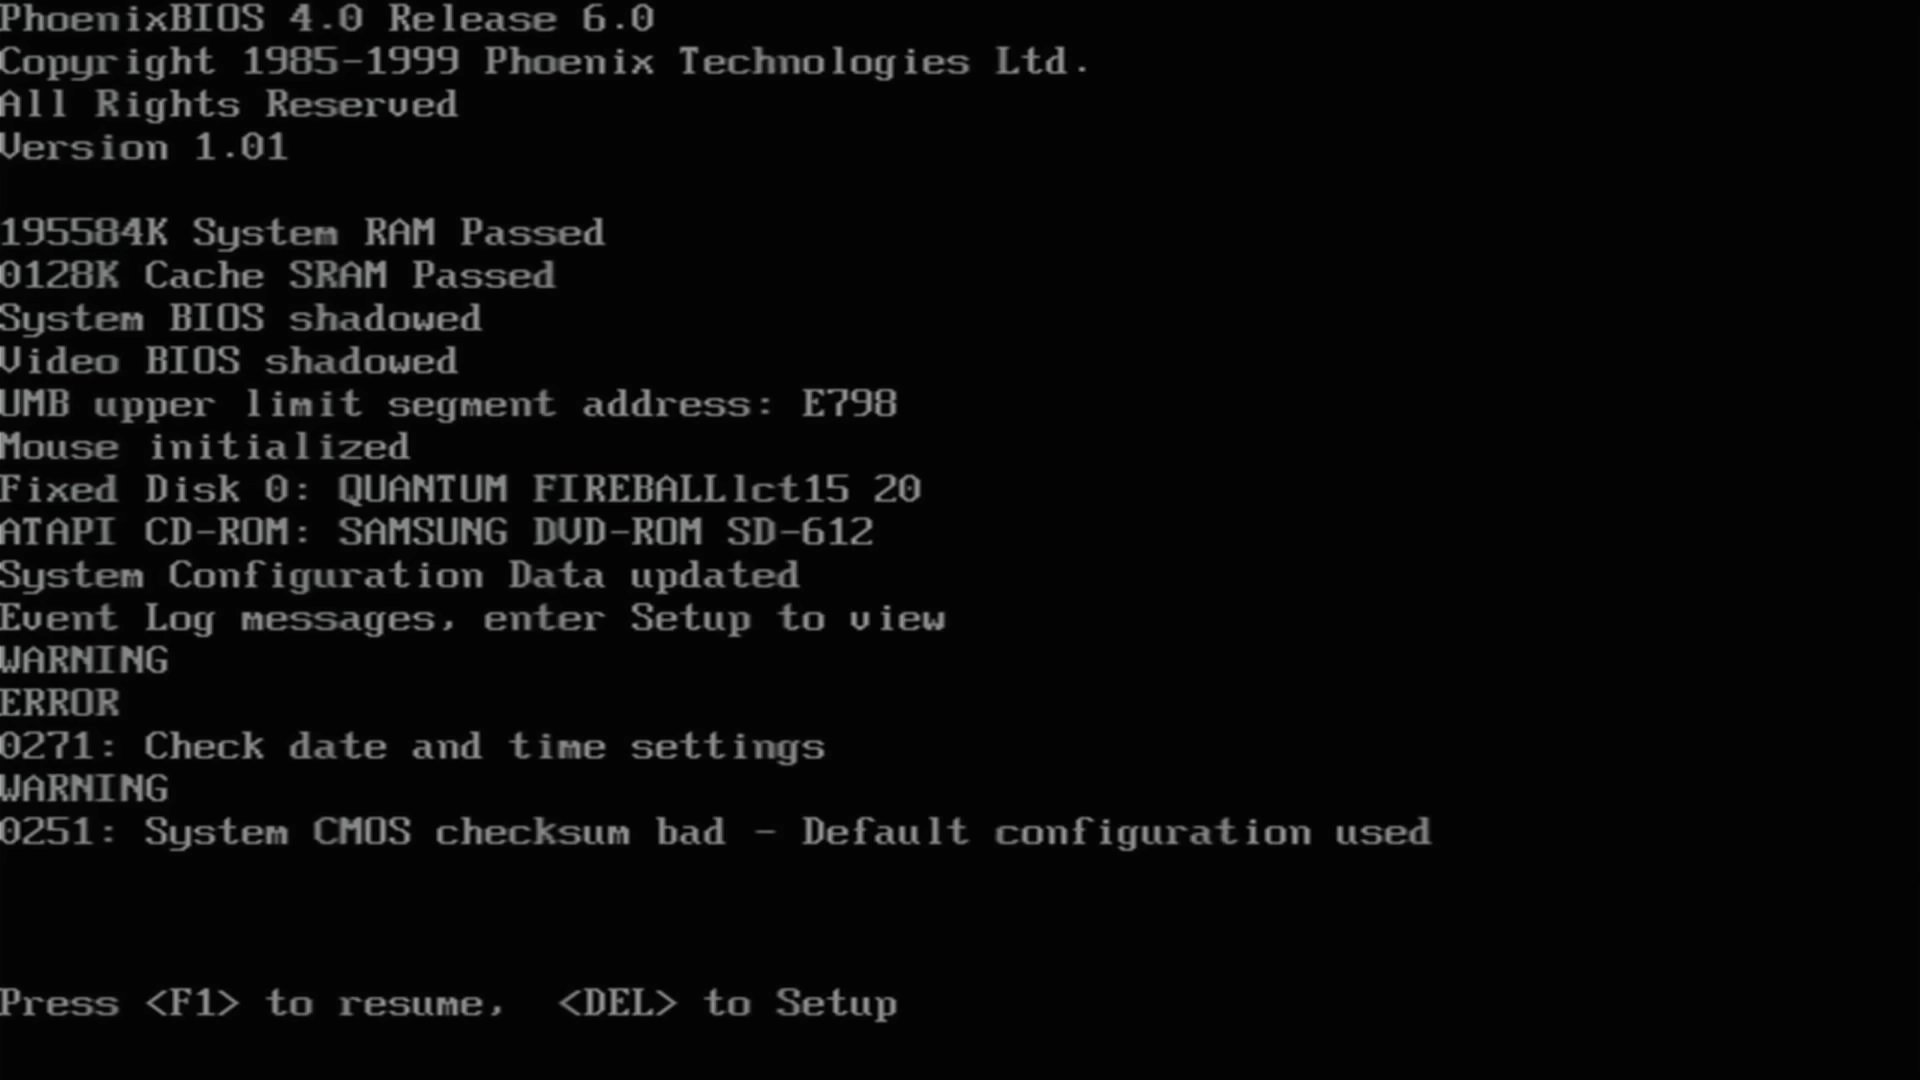 PhoenixBIOS 4.0 Release 6.0
Copyright 1985-1999 Phoenix Technologies Ltd.
All Rights Reserved
Version 1.01
195584K System RAM Passed
0128K Cache SRAM Passed
System BIOS shadowed
Video BIOS shadowed
UMB upper limit segment address: E798
Mouse initialized
Fixed Disk 0: QUANTUM FIREBALLlct15 20
ATAPI CD-ROM: SAMSUNG DVD-ROM SD-612
System Configuration Data updated
Event Log messages, enter Setup to view
WARNING
ERROR
0271: Check date and time settings
WARNING
0251: System CMOS checksum bad - Default configuration used
Press <F1> to resume,  <DEL> to Setup